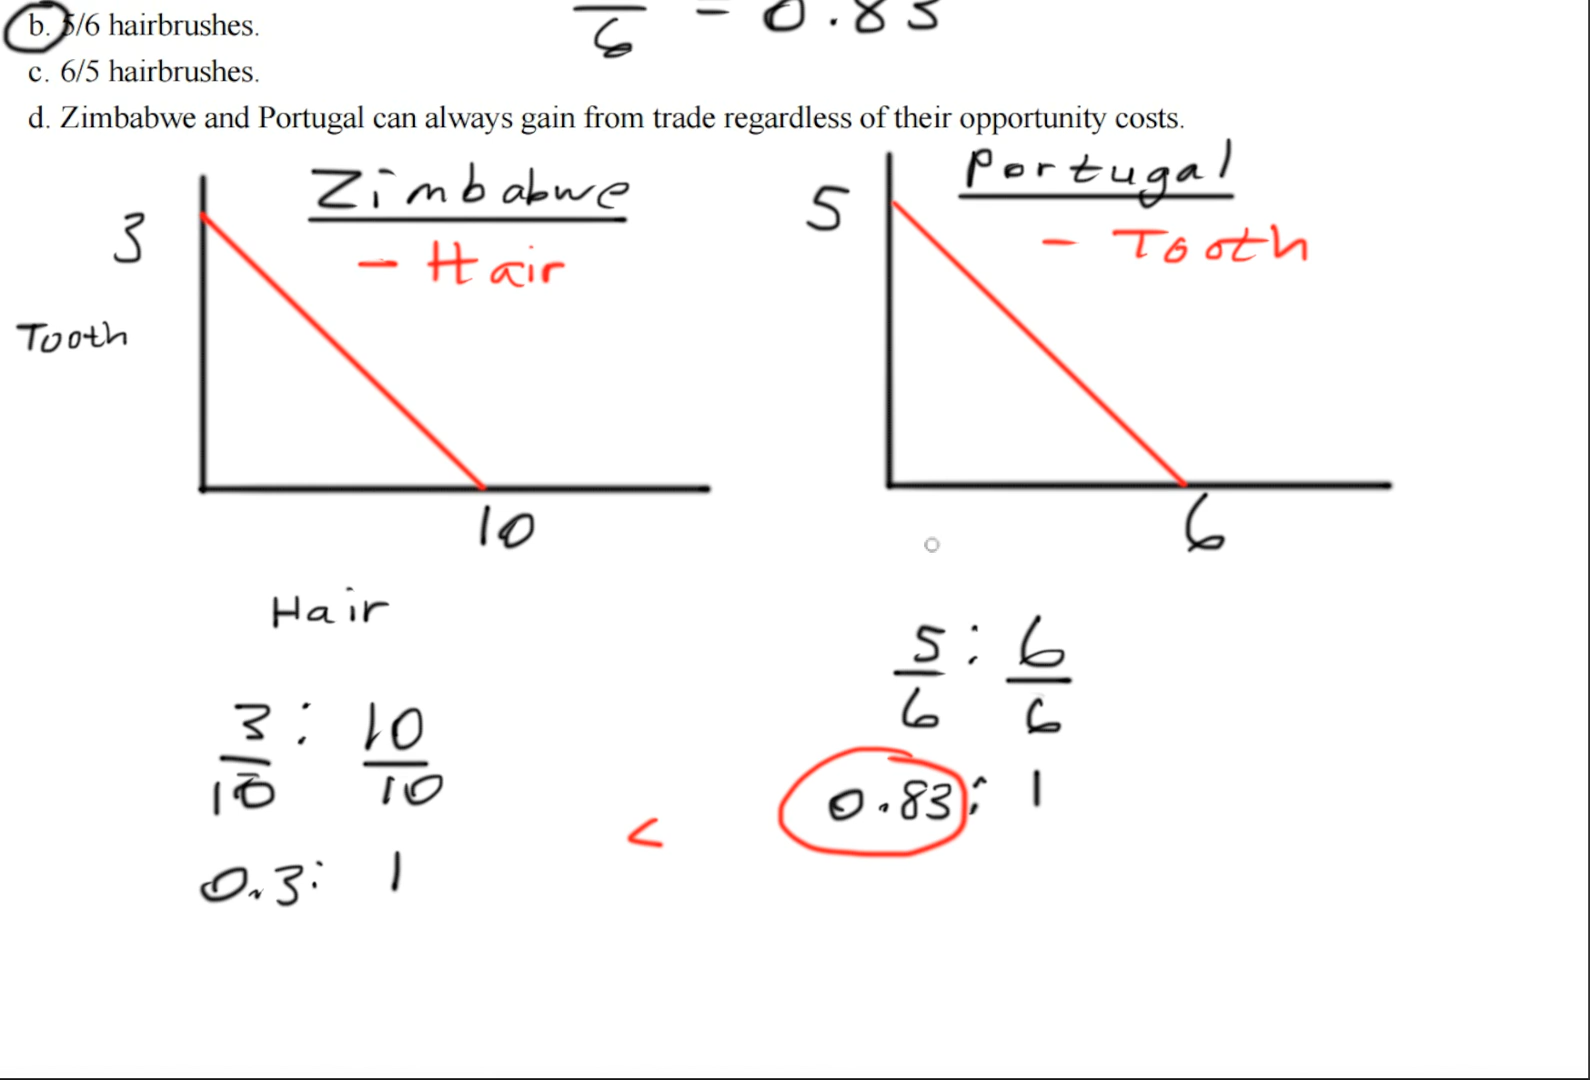 b. 5/6 hairbrushes.
6 = 0.83
c. 6/5 hairbrushes.
d. Zimbabwe and Portugal can always gain from trade regardless of their opportunity costs.
Zimbabwe
- Hair
3
Tooth
10
Hair
Portugal
- Tooth
5
6
3 : 10
10 10
0.3 : 1
<
5 : 6
6 6
0.83 : 1